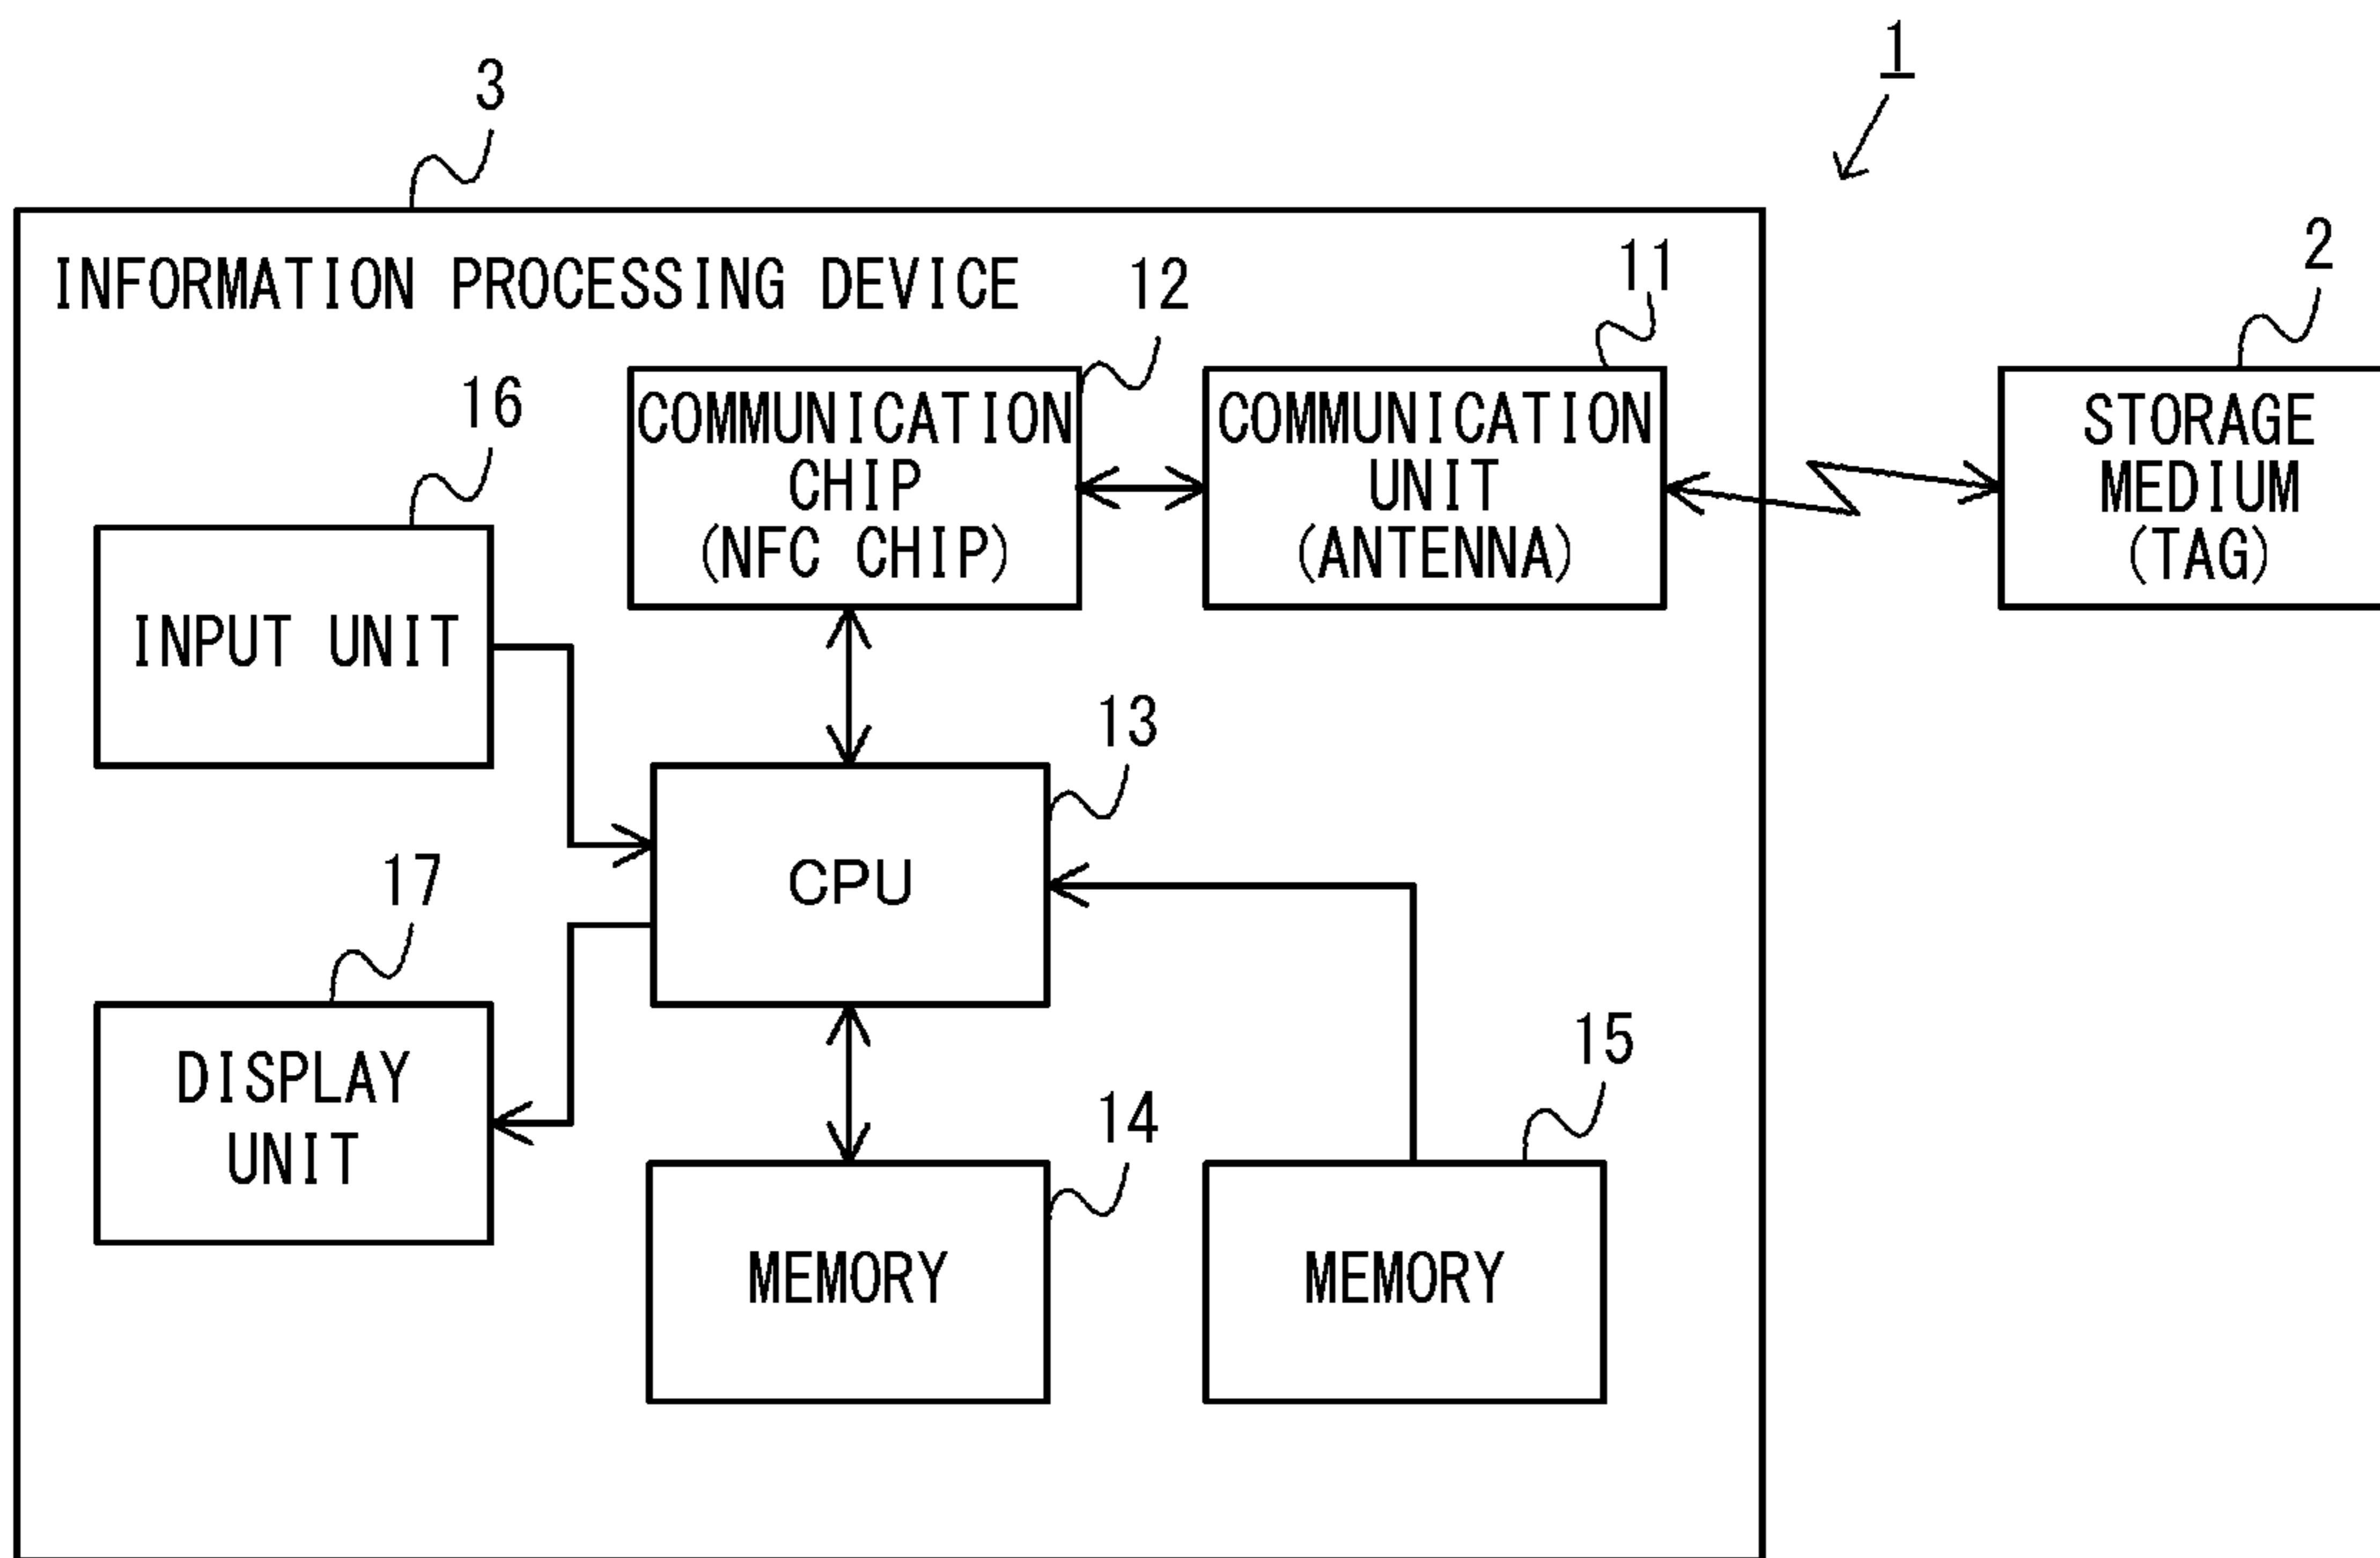 1
3
INFORMATION PROCESSING DEVICE
12
11
2
COMMUNICATION
CHIP
(NFC CHIP)
COMMUNICATION
UNIT
(ANTENNA)
STORAGE
MEDIUM
(TAG)
16
INPUT UNIT
13
CPU
17
DISPLAY
UNIT
14
MEMORY
15
MEMORY